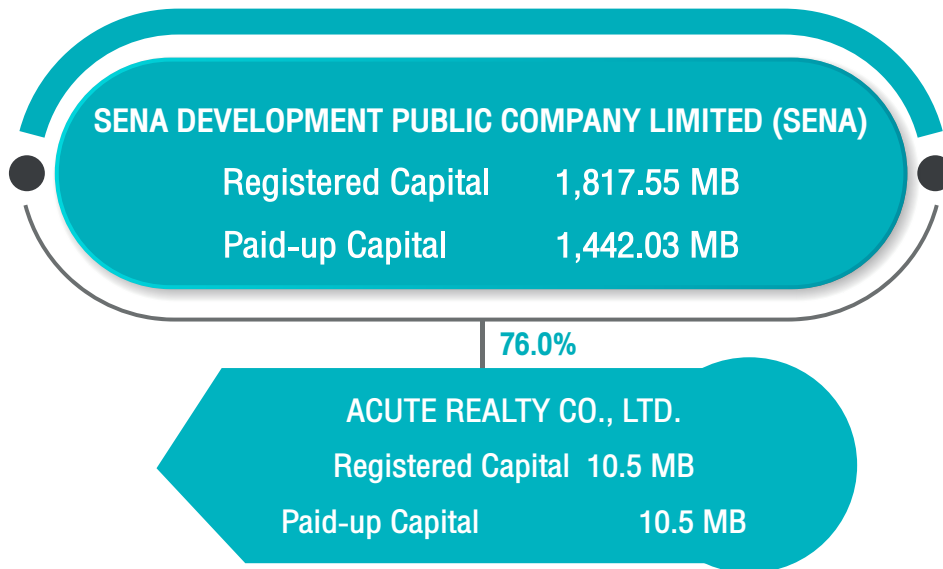 SENA DEVELOPMENT PUBLIC COMPANY LIMITED (SENA)
Registered Capital 1,817.55 MB
Paid-up Capital 1,442.03 MB
76.0%
ACUTE REALTY CO., LTD.
Registered Capital 10.5 MB
Paid-up Capital 10.5 MB